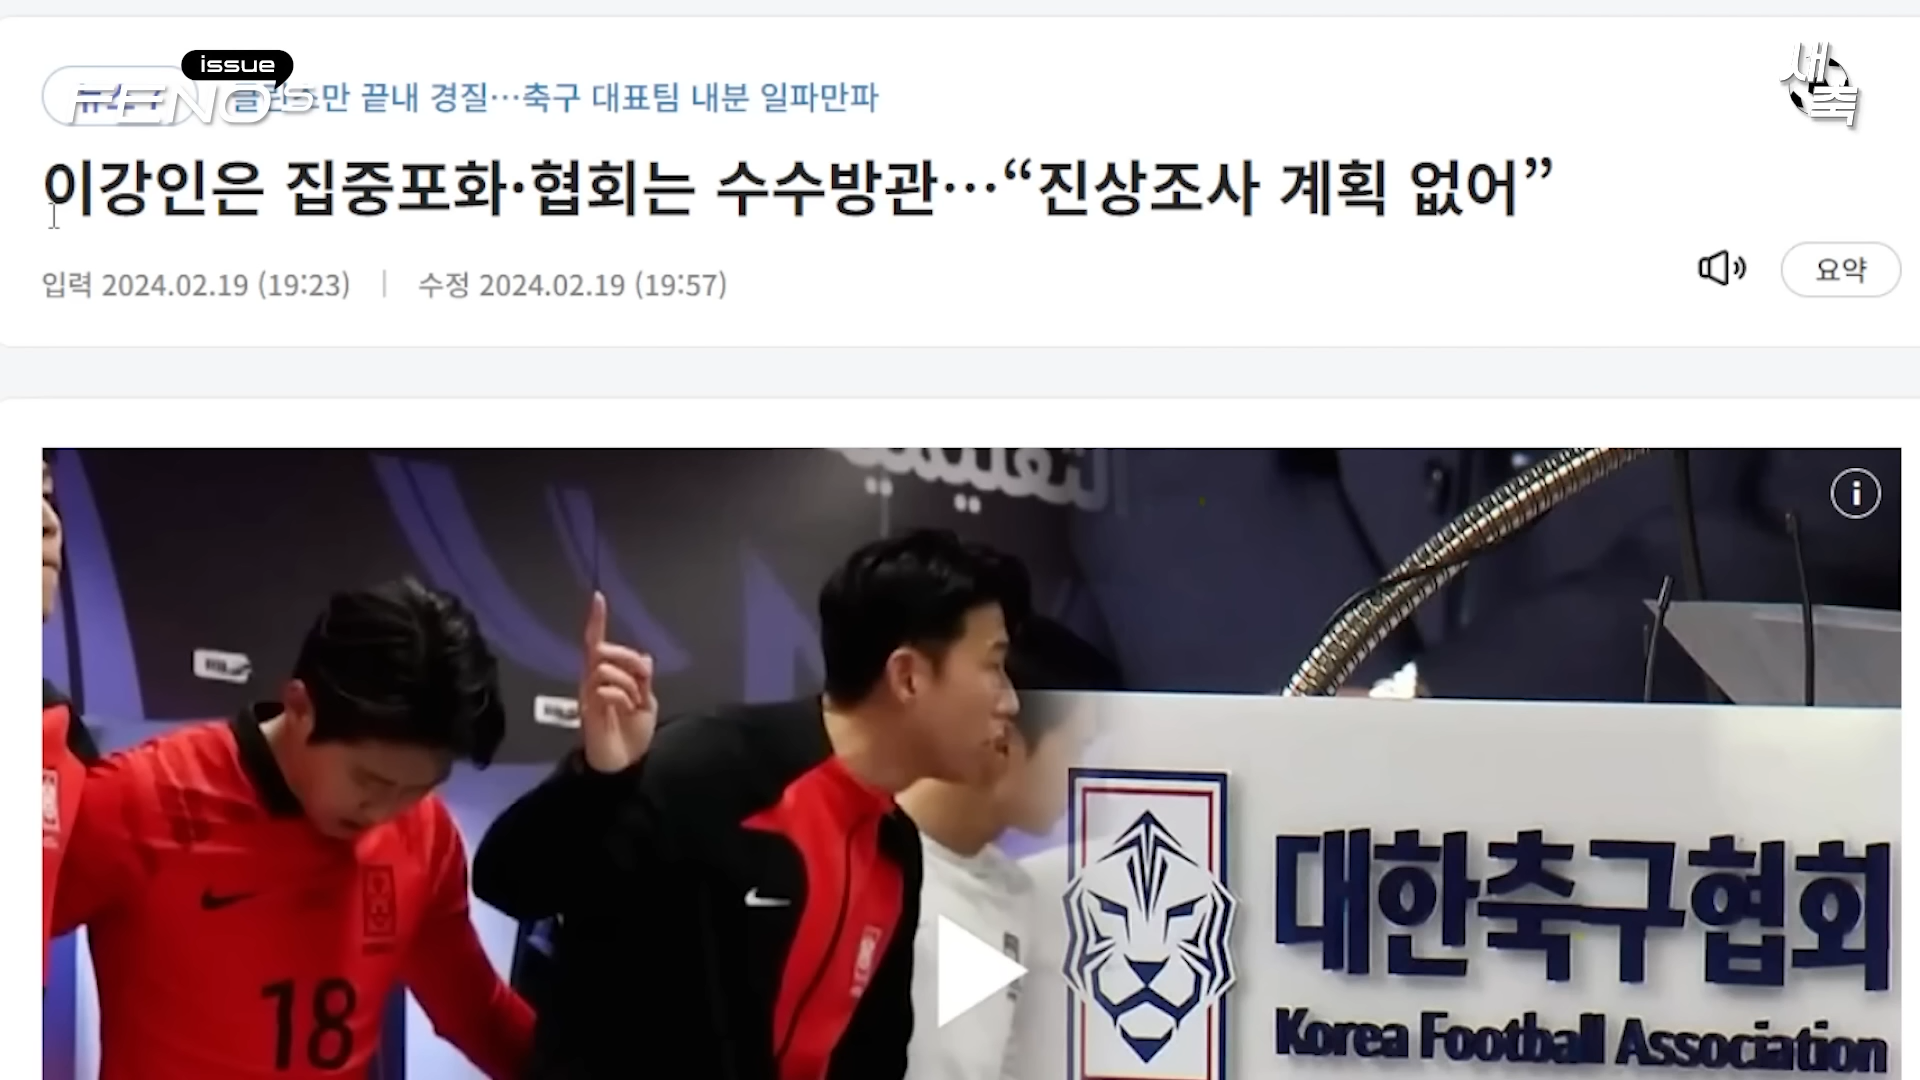 issue
FENOㅎ
새축
만 끝내 경질…축구 대표팀 내분 일파만파
이강인은 집중포화·협회는 수수방관…“진상조사 계획 없어”
입력 2024.02.19 (19:23) | 수정 2024.02.19 (19:57)
요약
18
대한축구협회
Korea Football Association